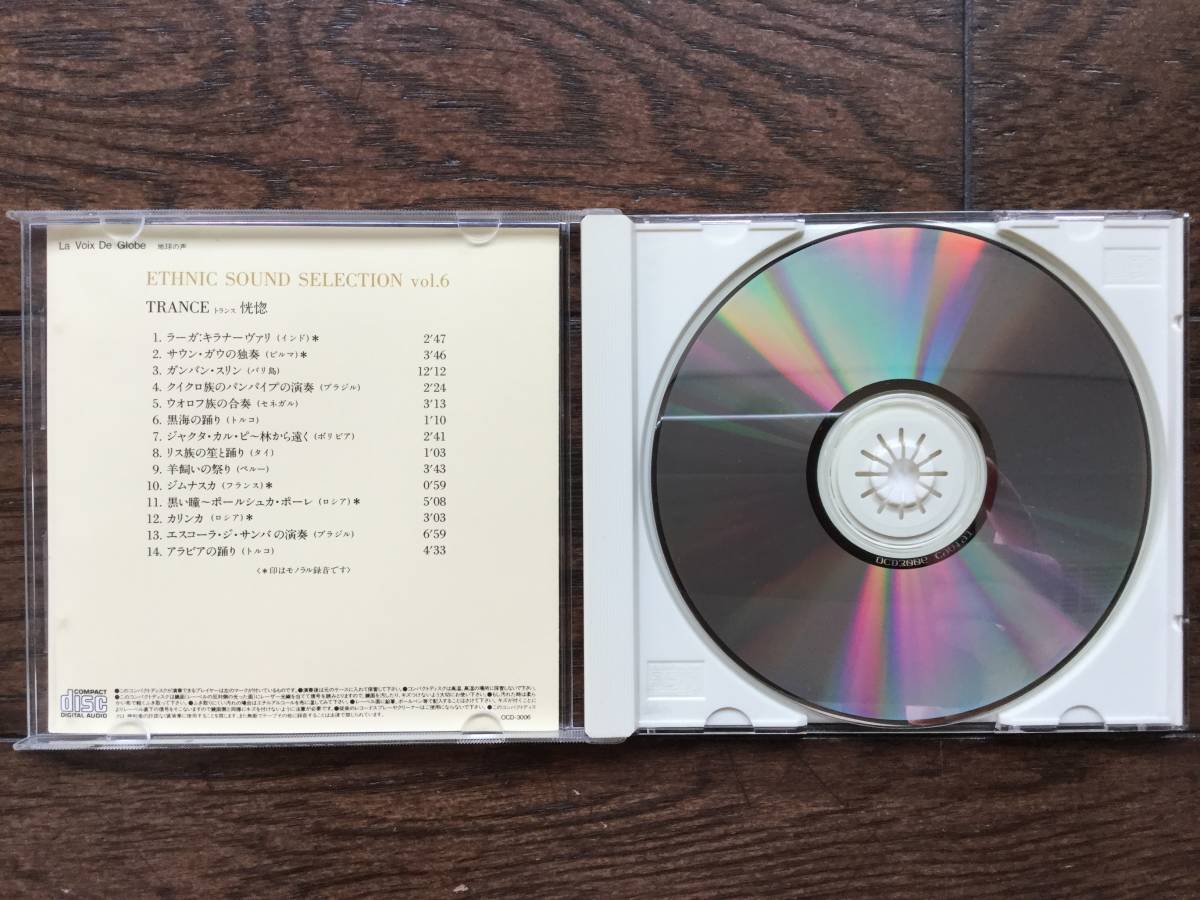 La Voix De Globe 地球の声
ETHNIC SOUND SELECTION vol.6
TRANCE トランス 恍惚
1. ラーガ:キラナーヴァリ (インド)* 2'47
2. サウン・ガウの独奏 (ビルマ)* 3'46
3. ガンバン・スリン (バリ島) 12'12
4. クイクロ族のパンパイプの演奏 (ブラジル) 2'24
5. ウオロフ族の合奏 (セネガル) 3'13
6. 黒海の踊り (トルコ) 1'10
7. ジャクタ・カル・ピ〜林から遠く (ボリビア) 2'41
8. リス族の笙と踊り (タイ) 1'03
9. 羊飼いの祭り (ペルー) 3'43
10. ジムナスカ (フランス)* 0'59
11. 黒い瞳〜ポールシュカ・ポーレ (ロシア)* 5'08
12. カリンカ (ロシア)* 3'03
13. エスコーラ・ジ・サンバの演奏 (ブラジル) 6'59
14. アラビアの踊り (トルコ) 4'33
〈*印はモノラル録音です〉
COMPACT
disc
DIGITAL AUDIO
OCD-3006